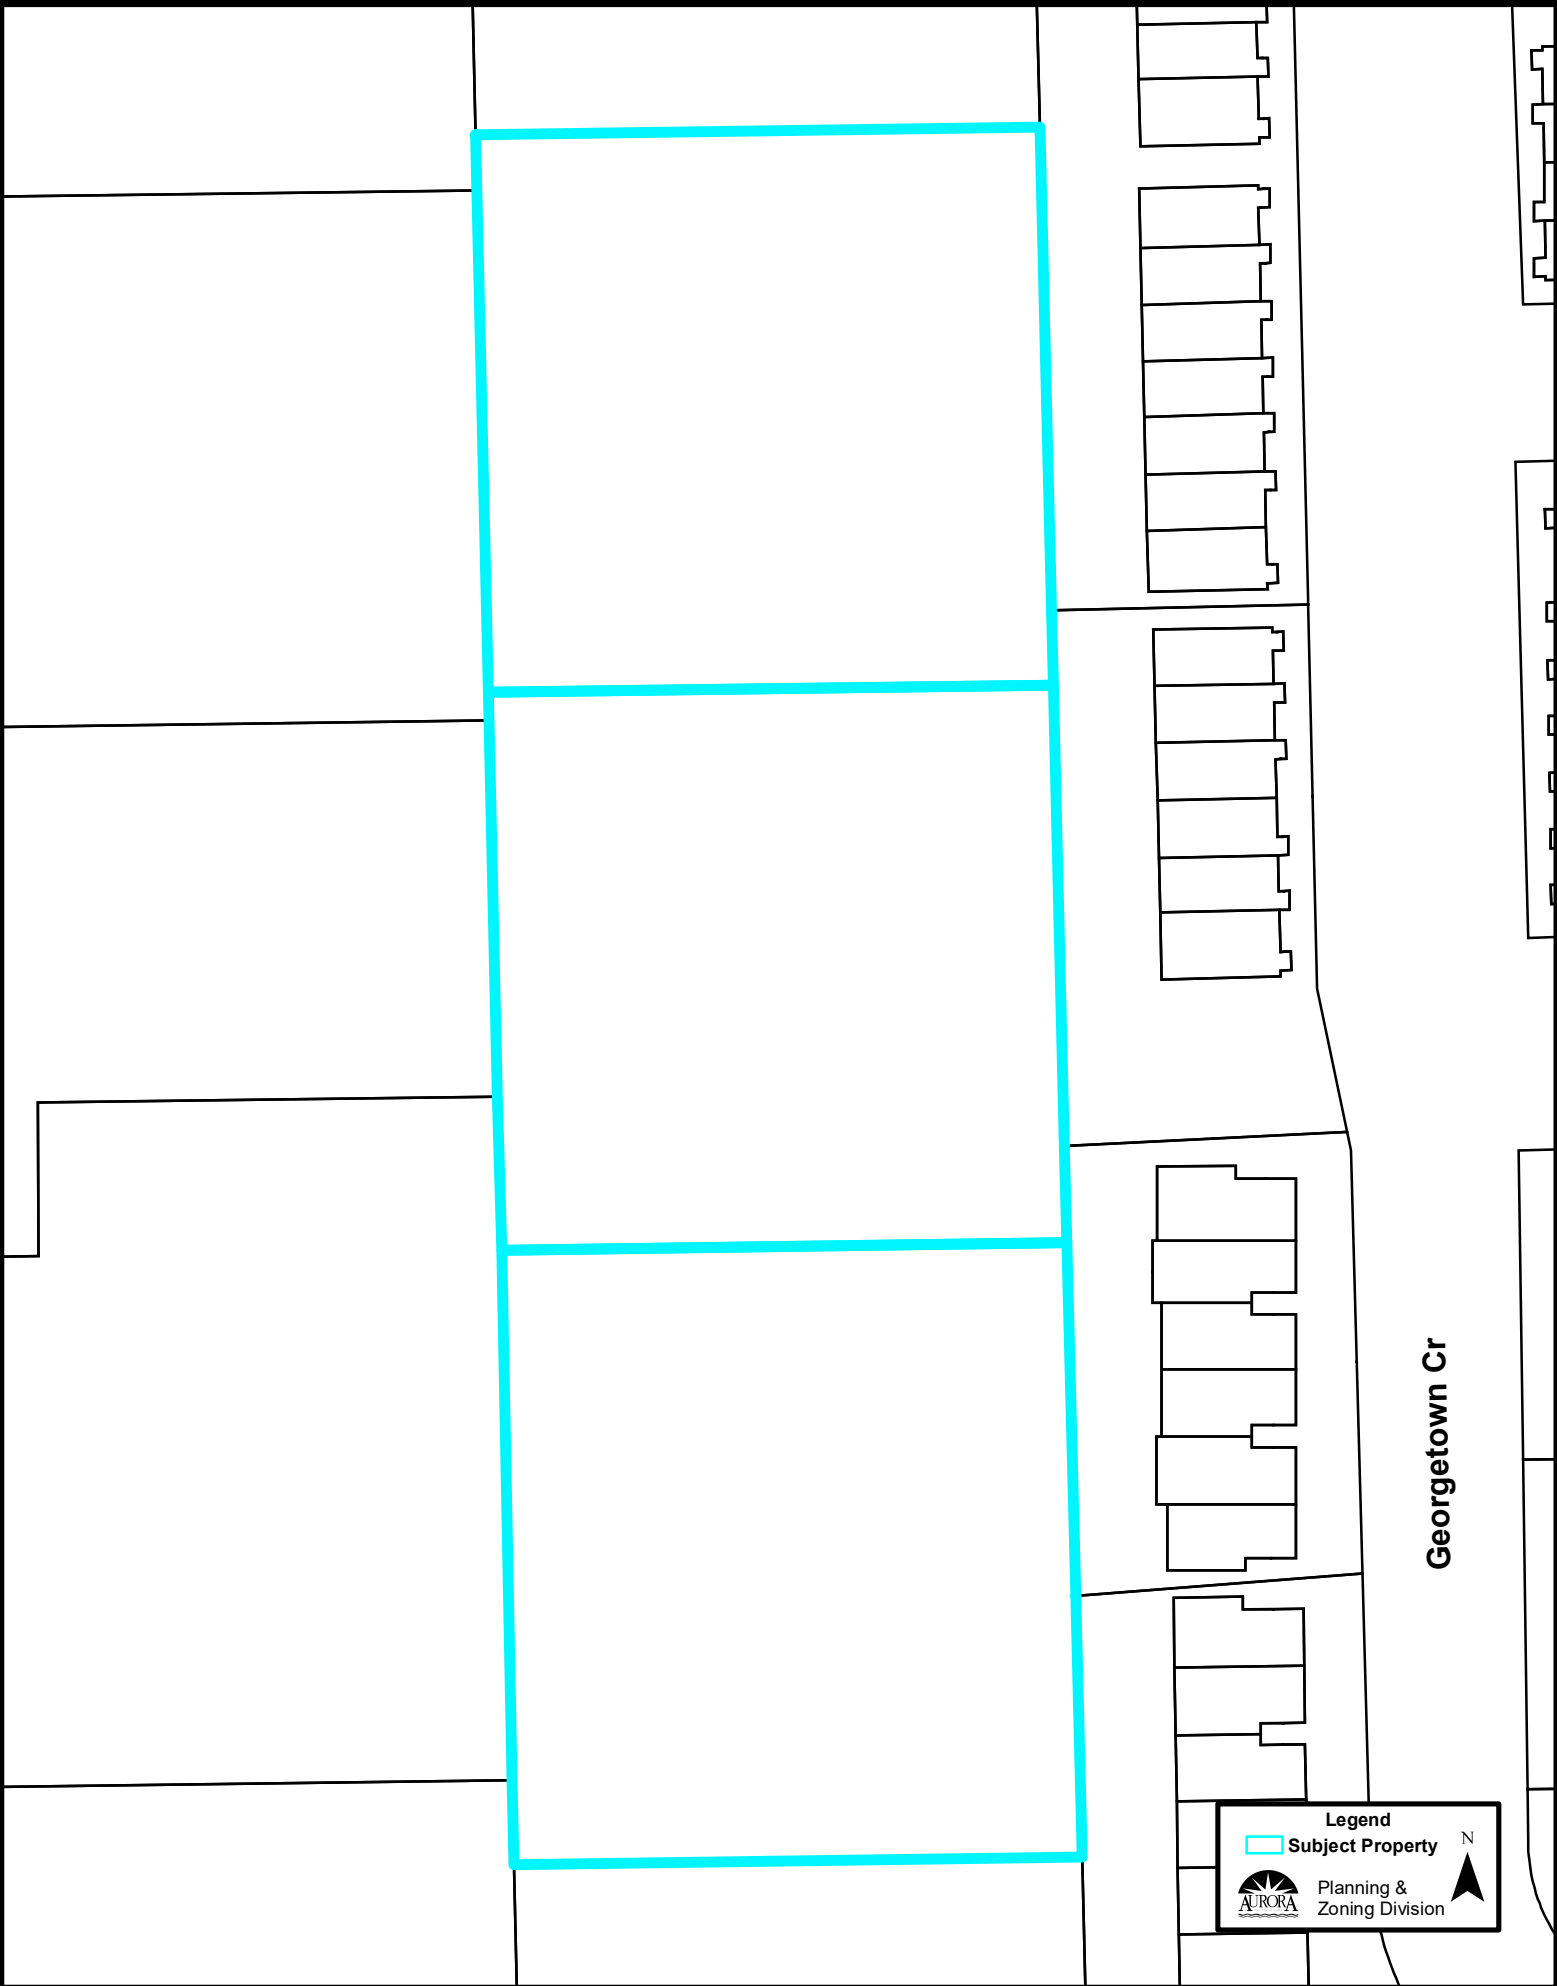 Georgetown Cr
Legend
Subject Property
N
AURORA
Planning &
Zoning Division